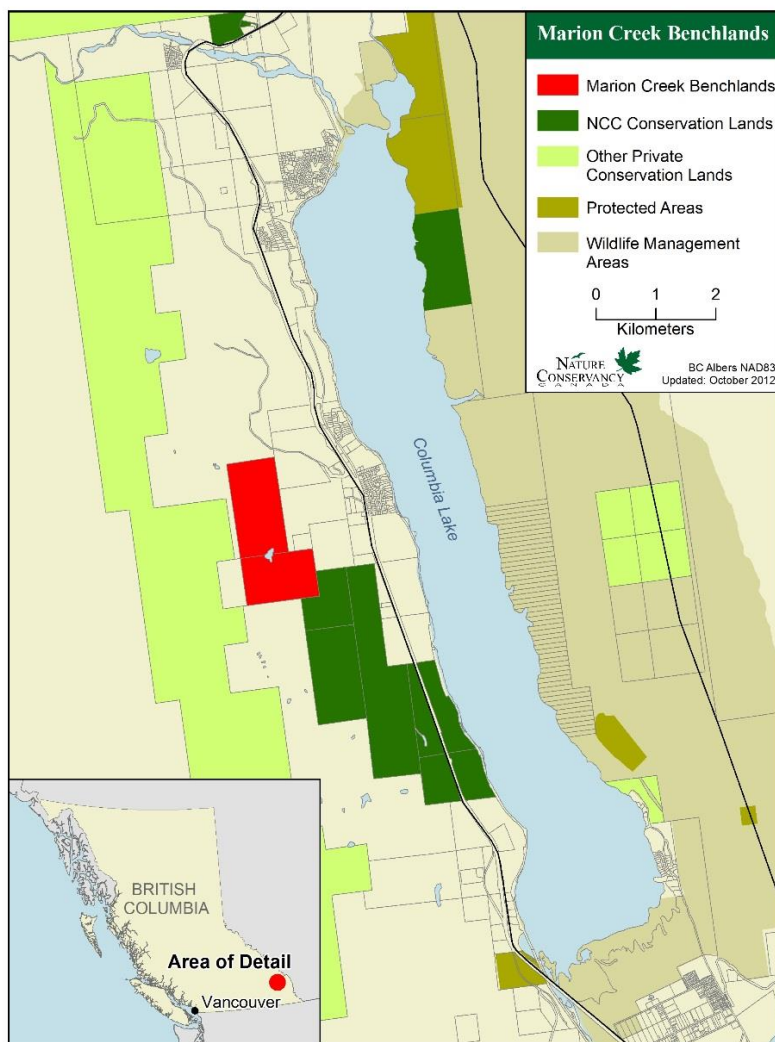 Marion Creek Benchlands
Marion Creek Benchlands
NCC Conservation Lands
Other Private
Conservation Lands
Protected Areas
Wildlife Management
Areas
0 1 2
Kilometers
NATURE
CONSERVANCY
CANADA
BC Albers NAD83
Updated: October 2012
Columbia Lake
BRITISH
COLUMBIA
Area of Detail
Vancouver